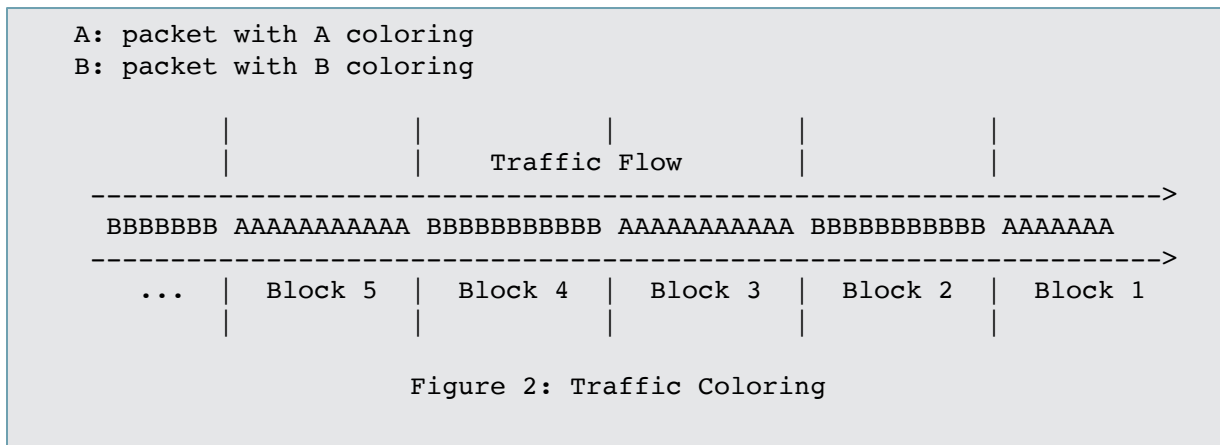 A: packet with A coloring
B: packet with B coloring
|           |           |           |           |
|           |    Traffic Flow       |           |
------------------------------------------------------------------->
BBBBBBB AAAAAAAAAAA BBBBBBBBBBB AAAAAAAAAAA BBBBBBBBBBB AAAAAAA
------------------------------------------------------------------->
...  |  Block 5  |  Block 4  |  Block 3  |  Block 2  |  Block 1
|           |           |           |           |
Figure 2: Traffic Coloring